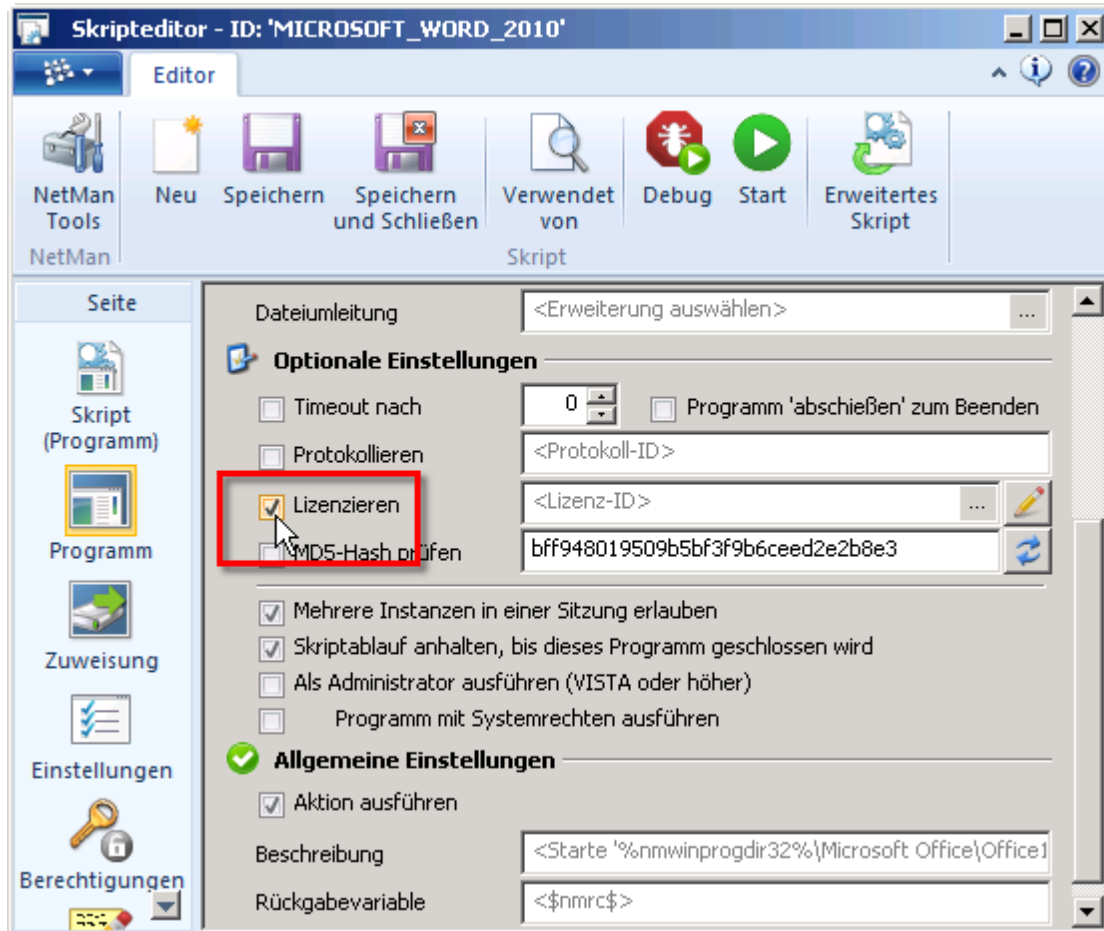 Skripteditor - ID: 'MICROSOFT_WORD_2010'
Editor
NetMan
Tools
Neu
Speichern
Speichern
und Schließen
Verwendet
von
Debug
Start
Erweitertes
Skript
NetMan
Skript
Seite
Skript
(Programm)
Programm
Zuweisung
Einstellungen
Berechtigungen
Dateiumleitung <Erweiterung auswählen> ...
Optionale Einstellungen
Timeout nach 0 Programm 'abschießen' zum Beenden
Protokollieren <Protokoll-ID>
Lizenzieren <Lizenz-ID> ...
MD5-Hash prüfen bff948019509b5bf3f9b6ceed2e2b8e3
Mehrere Instanzen in einer Sitzung erlauben
Skriptablauf anhalten, bis dieses Programm geschlossen wird
Als Administrator ausführen (VISTA oder höher)
Programm mit Systemrechten ausführen
Allgemeine Einstellungen
Aktion ausführen
Beschreibung <Starte '%nmwinprogdir32%\Microsoft Office\Office1
Rückgabevariable <$nmrc$>